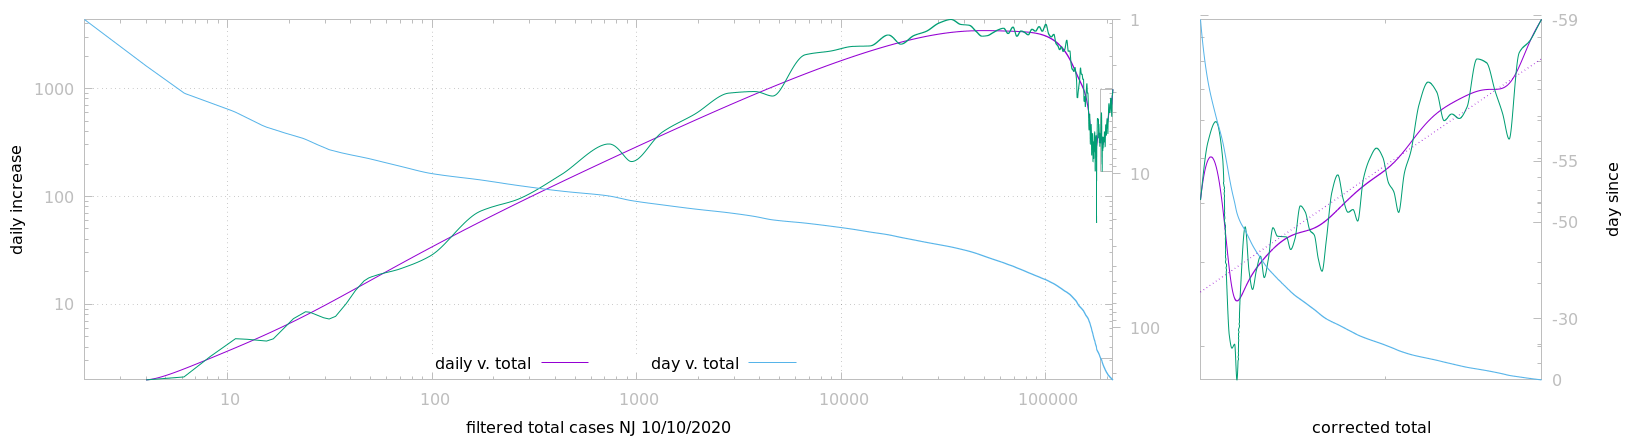 daily increase
1000
100
10
10
100
1000
10000
100000
daily v. total
day v. total
filtered total cases NJ 10/10/2020
1
10
100
-59
-55
-50
-30
0
day since
corrected total